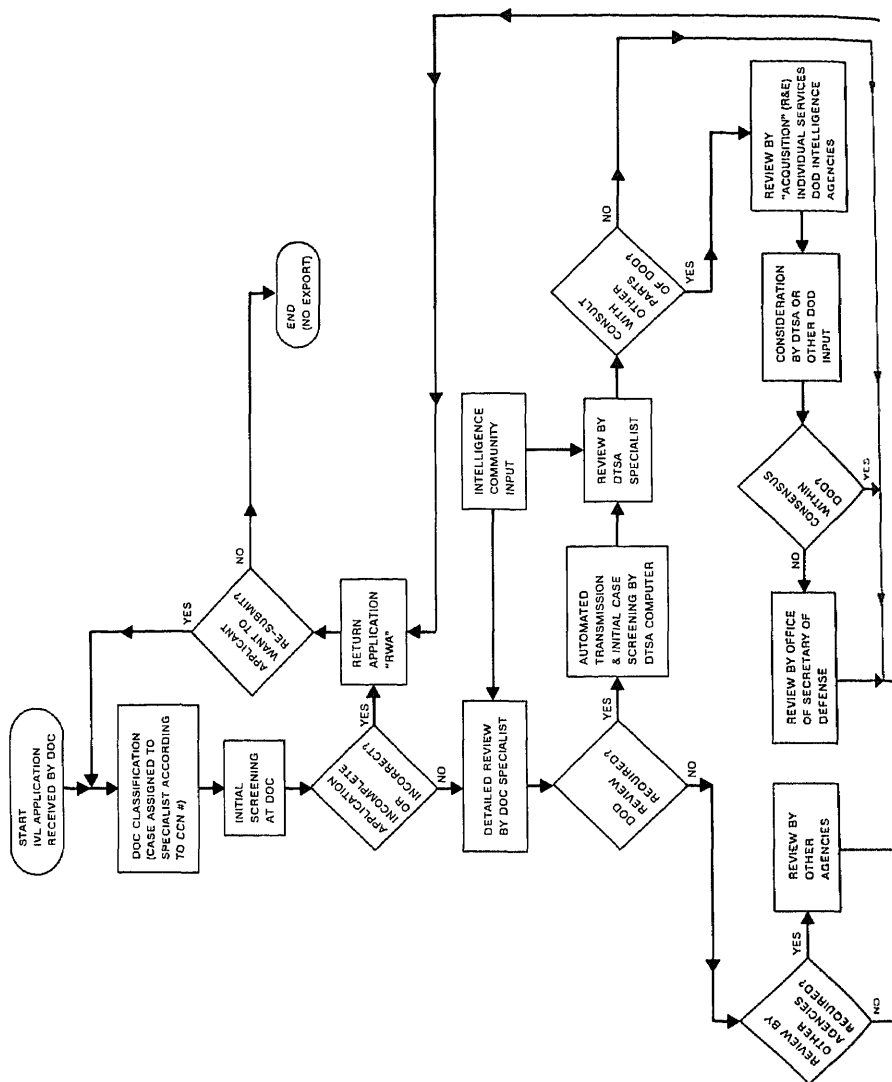 START
IVL APPLICATION
RECEIVED BY DOC
DOC CLASSIFICATION
(CASE ASSIGNED TO
SPECIALIST ACCORDING
TO CCN #)
INITIAL
SCREENING
AT DOC
APPLICATION
INCOMPLETE
OR
INCORRECT?
YES
NO
RETURN
APPLICATION
"RWA"
APPLICANT
WANT TO
RE-SUBMIT?
YES
NO
END
(NO EXPORT)
DETAILED REVIEW
BY DOC SPECIALIST
INTELLIGENCE
COMMUNITY
INPUT
DOD
REVIEW
REQUIRED?
YES
NO
AUTOMATED
TRANSMISSION
& INITIAL CASE
SCREENING BY
DTSA COMPUTER
REVIEW BY
DTSA
SPECIALIST
CONSULT
WITH
OTHER
PARTS
OF DOD?
NO
YES
REVIEW BY
"ACQUISITION" (R&E)
INDIVIDUAL SERVICES
DOD INTELLIGENCE
AGENCIES
CONSIDERATION
BY DTSA OR
OTHER DOD
INPUT
CONSENSUS
WITHIN
DOD?
YES
NO
REVIEW BY OFFICE
OF SECRETARY OF
DEFENSE
REVIEW BY
OTHER
AGENCIES
REQUIRED?
YES
NO
REVIEW BY
OTHER
AGENCIES